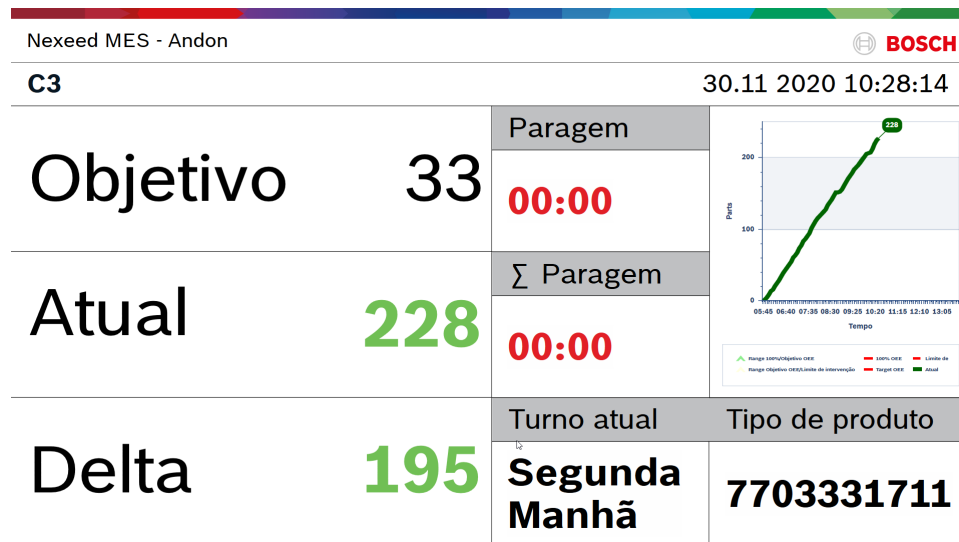 Nexeed MES - Andon
BOSCH
C3
30.11 2020 10:28:14
Objetivo 33
Paragem
00:00
Atual 228
∑ Paragem
00:00
Delta 195
Turno atual
Segunda
Manhã
228
200
100
0
Parts
05:45 06:40 07:35 08:30 09:25 10:20 11:15 12:10 13:05
Tempo
Range 100%/Objetivo OEE 100% OEE Limite de
Range Objetivo OEE/Limite de intervenção Target OEE Atual
Tipo de produto
7703331711